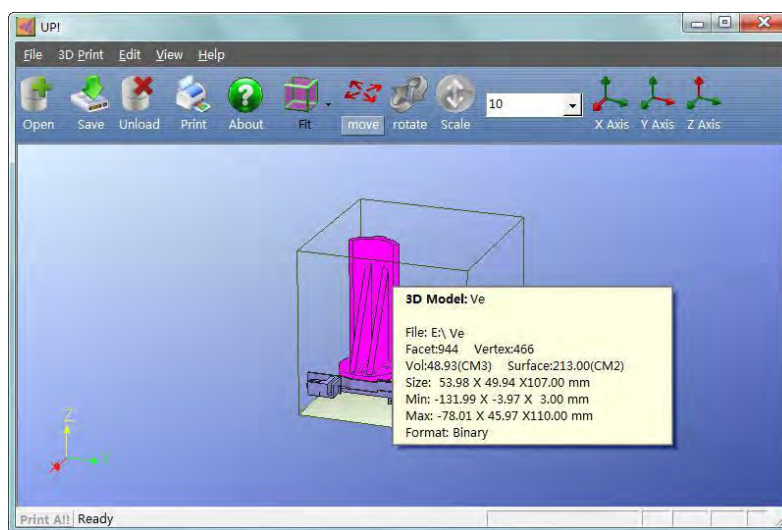 UP!
File 3D Print Edit View Help
10
Open Save Unload Print About Fit move rotate Scale X Axis Y Axis Z Axis
3D Model: Ve
File: E:\ Ve
Facet:944 Vertex:466
Vol:48.93(CM3) Surface:213.00(CM2)
Size: 53.98 X 49.94 X107.00 mm
Min: -131.99 X -3.97 X 3.00 mm
Max: -78.01 X 45.97 X110.00 mm
Format: Binary
Z
Y
Print A!! Ready